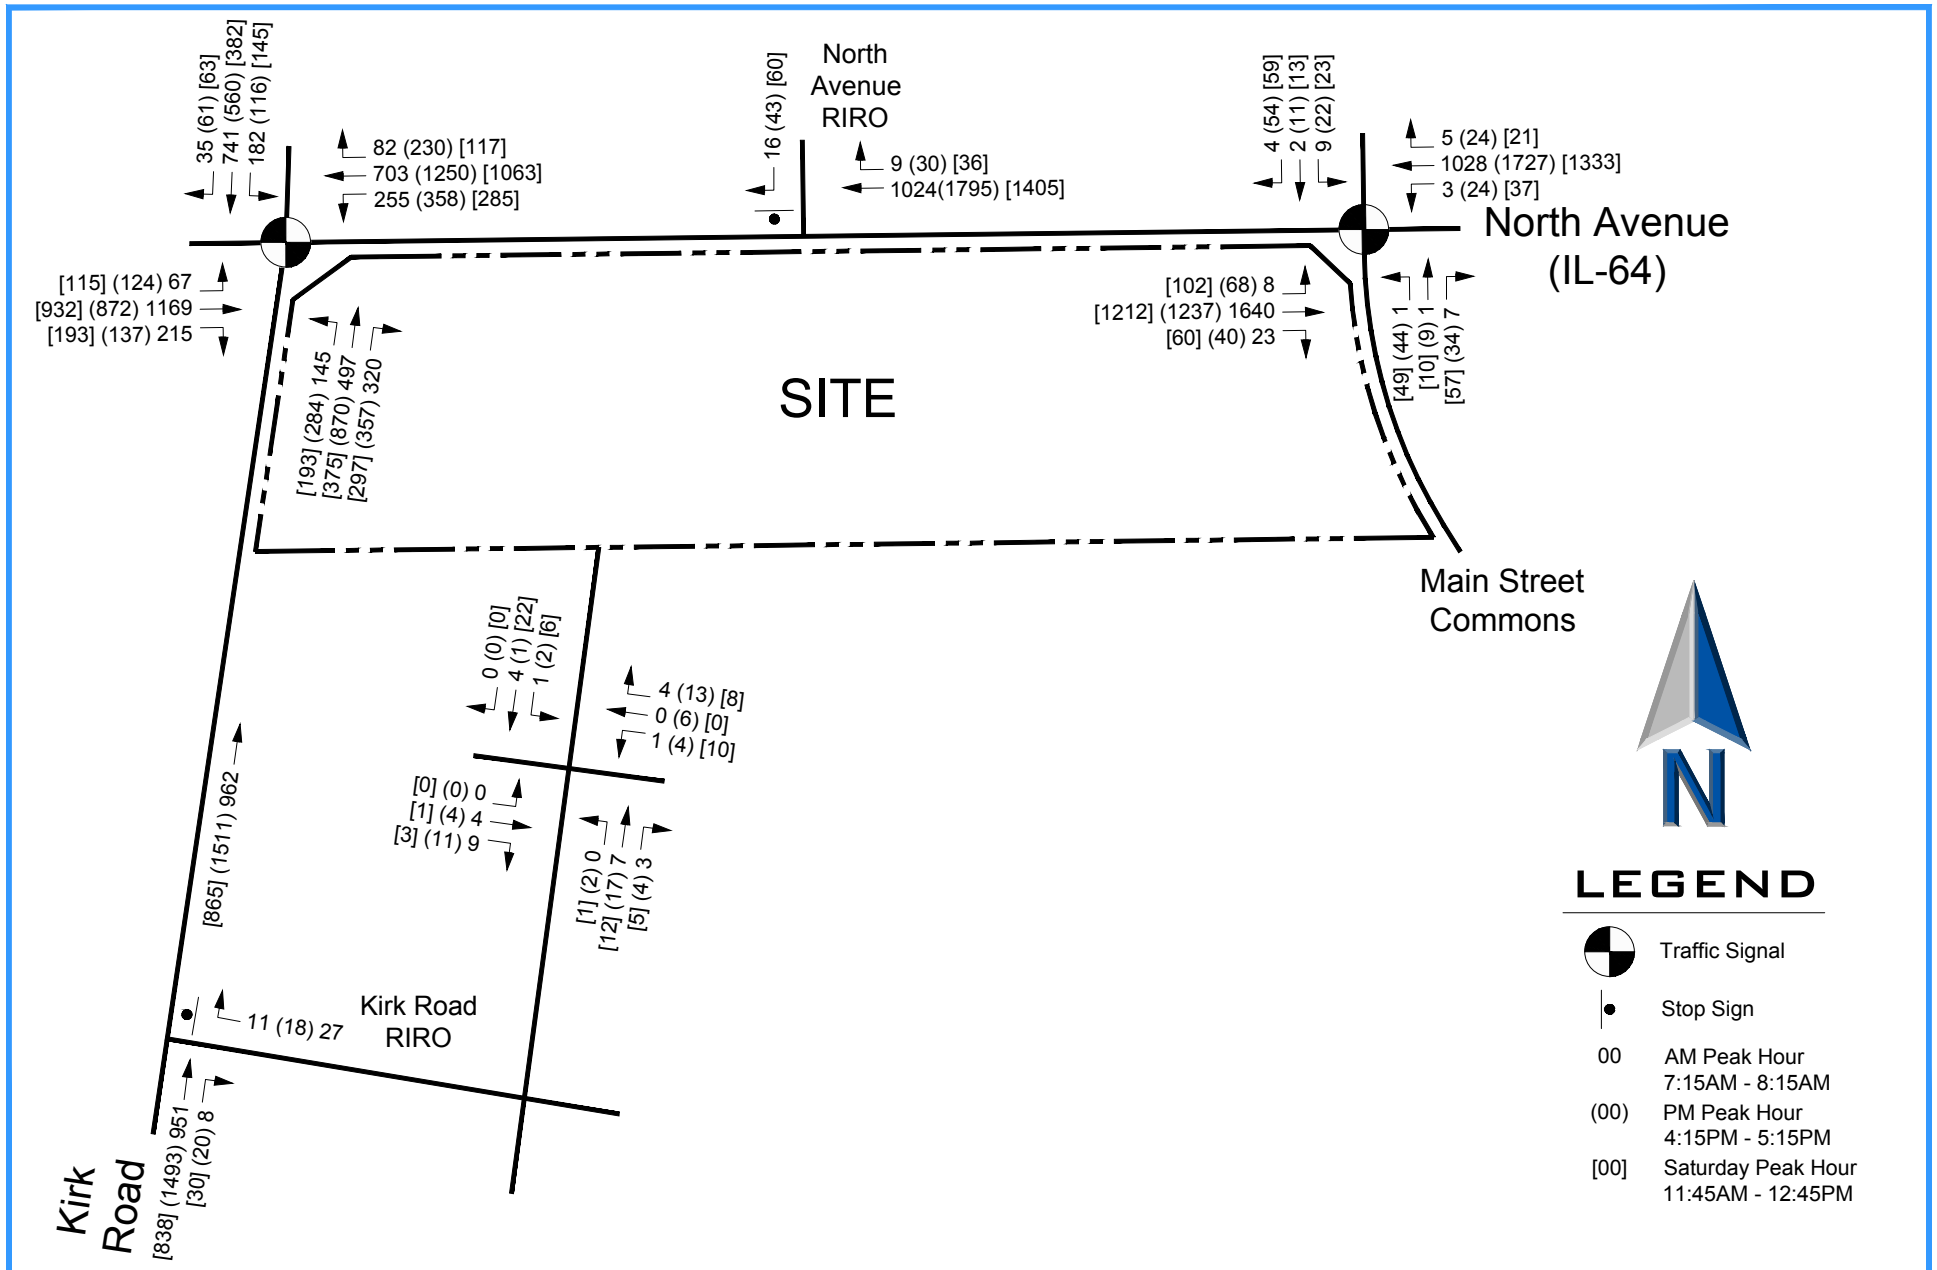 35 (61) [63]
741 (560) [382]
182 (116) [145]
82 (230) [117]
703 (1250) [1063]
255 (358) [285]
16 (43) [60]
North
Avenue
RIRO
9 (30) [36]
1024(1795) [1405]
4 (54) [59]
2 (11) [13]
9 (22) [23]
5 (24) [21]
1028 (1727) [1333]
3 (24) [37]
North Avenue
(IL-64)
[115] (124) 67
[932] (872) 1169
[193] (137) 215
[193] (284) 145
[375] (870) 497
[297] (357) 320
[102] (68) 8
[1212] (1237) 1640
[60] (40) 23
[49] (44) 1
[10] (9) 1
[57] (34) 7
SITE
Main Street
Commons
0 (0) [0]
4 (1) [22]
1 (2) [6]
4 (13) [8]
0 (6) [0]
1 (4) [10]
[0] (0) 0
[1] (4) 4
[3] (11) 9
[1] (2) 0
[12] (17) 7
[5] (4) 3
[865] (1511) 962
11 (18) 27
Kirk Road
RIRO
[838] (1493) 951
[30] (20) 8
Kirk
Road
N
LEGEND
Traffic Signal
Stop Sign
00 AM Peak Hour
7:15AM - 8:15AM
(00) PM Peak Hour
4:15PM - 5:15PM
[00] Saturday Peak Hour
11:45AM - 12:45PM